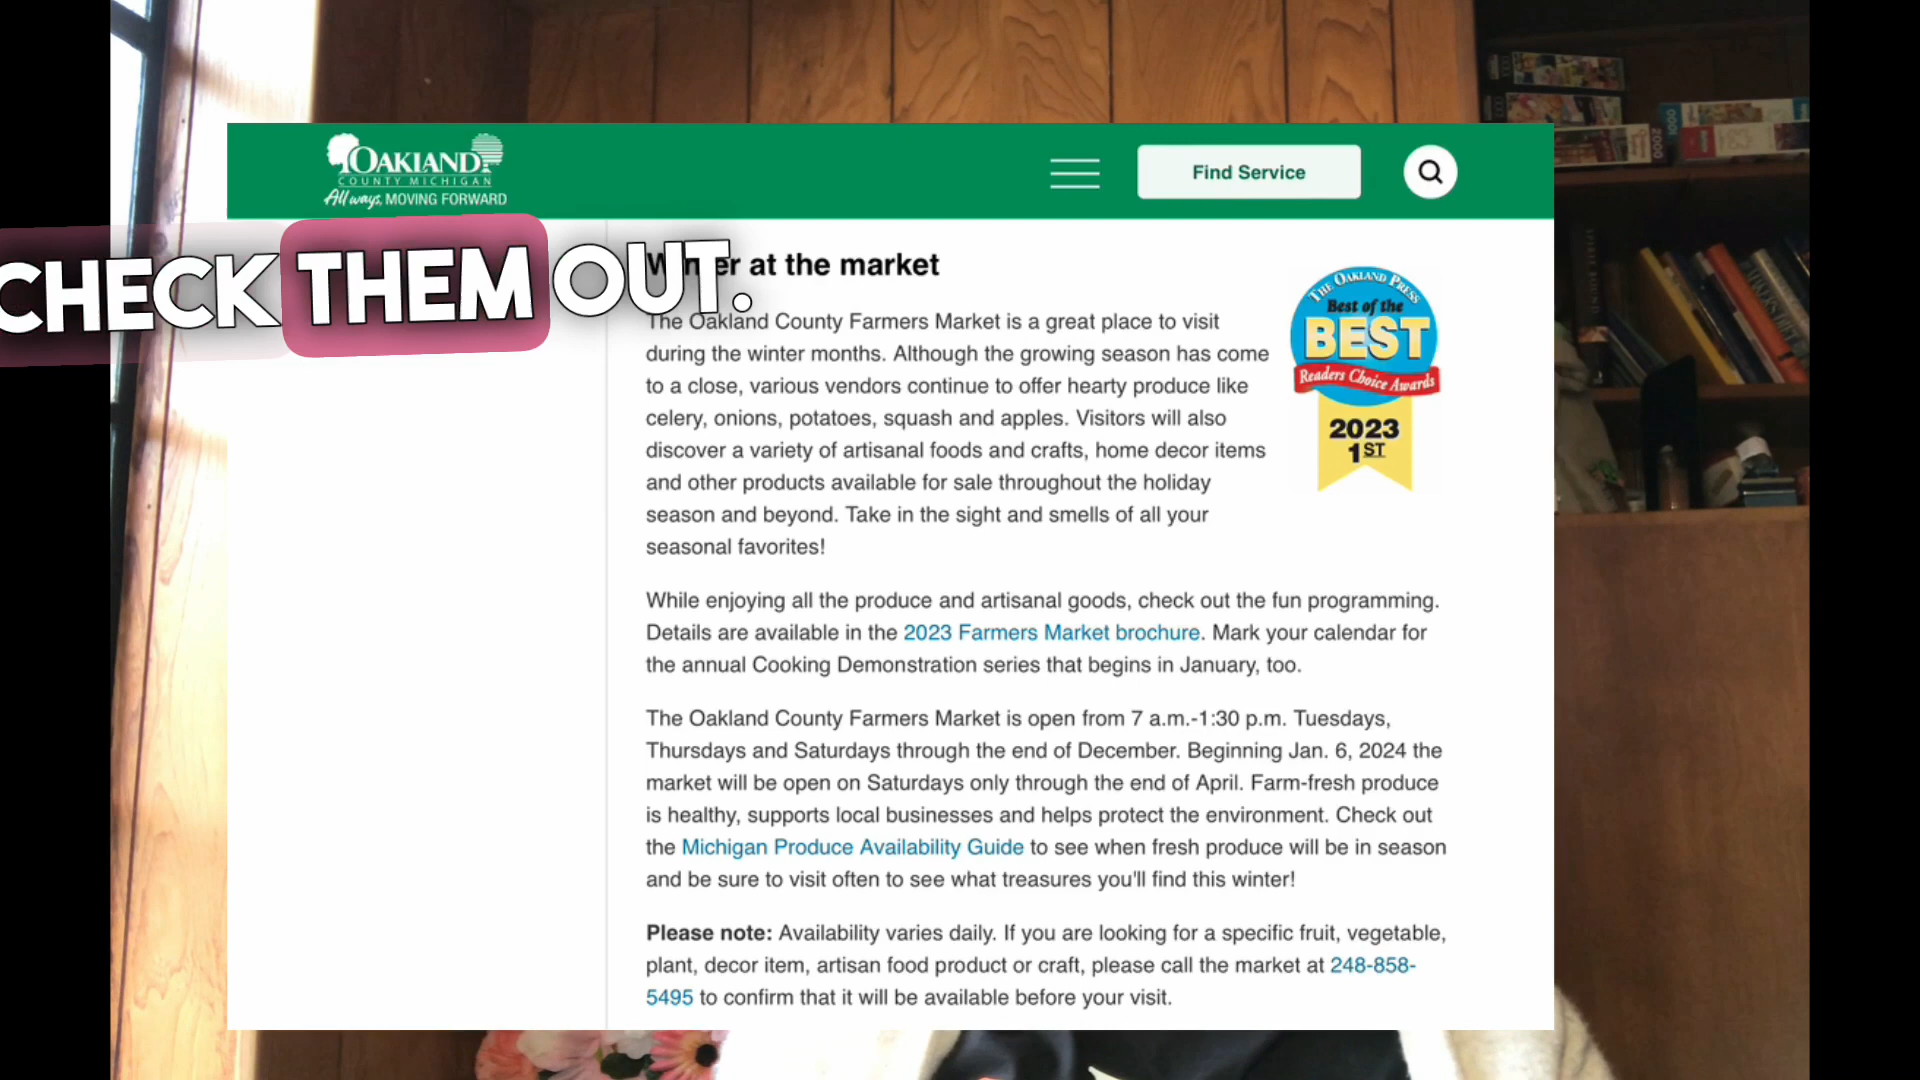 OAKLAND
COUNTY MICHIGAN
All ways, MOVING FORWARD
Find Service
CHECK THEM OUT.
Winter at the market
The Oakland County Farmers Market is a great place to visit
during the winter months. Although the growing season has come
to a close, various vendors continue to offer hearty produce like
celery, onions, potatoes, squash and apples. Visitors will also
discover a variety of artisanal foods and crafts, home decor items
and other products available for sale throughout the holiday
season and beyond. Take in the sight and smells of all your
seasonal favorites!
THE OAKLAND PRESS
Best of the
BEST
Readers Choice Awards
2023
1ST
While enjoying all the produce and artisanal goods, check out the fun programming.
Details are available in the 2023 Farmers Market brochure. Mark your calendar for
the annual Cooking Demonstration series that begins in January, too.
The Oakland County Farmers Market is open from 7 a.m.-1:30 p.m. Tuesdays,
Thursdays and Saturdays through the end of December. Beginning Jan. 6, 2024 the
market will be open on Saturdays only through the end of April. Farm-fresh produce
is healthy, supports local businesses and helps protect the environment. Check out
the Michigan Produce Availability Guide to see when fresh produce will be in season
and be sure to visit often to see what treasures you'll find this winter!
Please note: Availability varies daily. If you are looking for a specific fruit, vegetable,
plant, decor item, artisan food product or craft, please call the market at 248-858-
5495 to confirm that it will be available before your visit.
1000
2000